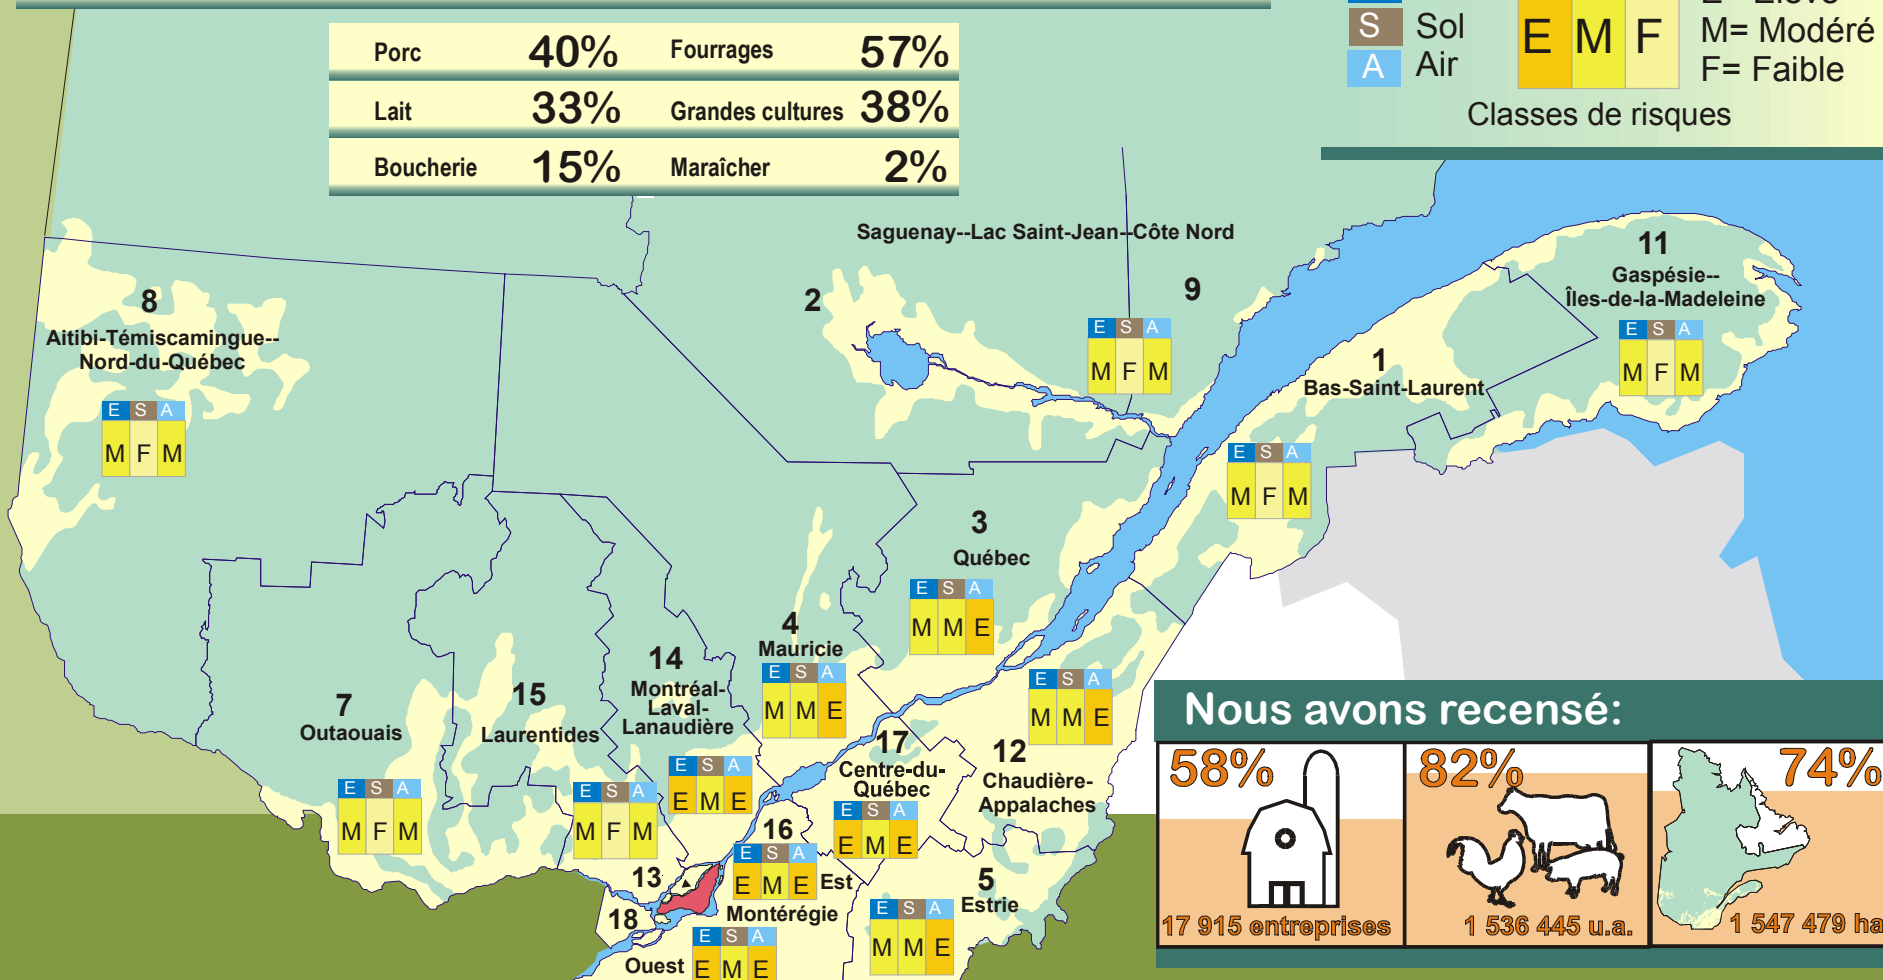 Porc 40% Fourrages 57%
Lait 33% Grandes cultures 38%
Boucherie 15% Maraîcher 2%
S Sol
A Air
E M F
M= Modéré
F= Faible
Classes de risques
Saguenay--Lac Saint-Jean--Côte Nord
2
9
E S A
M F M
11
Gaspésie--
Îles-de-la-Madeleine
E S A
M F M
8
Aitibi-Témiscamingue--
Nord-du-Québec
E S A
M F M
1
Bas-Saint-Laurent
E S A
M F M
3
Québec
E S A
M M E
4
Mauricie
E S A
M M E
14
Montréal-
Laval-
Lanaudière
E S A
E M E
15
Laurentides
E S A
M F M
7
Outaouais
E S A
M F M
17
Centre-du-
Québec
E S A
E M E
12
Chaudière-
Appalaches
E S A
M M E
16
E S A
E M E
Est
Montérégie
13
18
Ouest
E S A
E M E
5
Estrie
E S A
M M E
Nous avons recensé:
58%
17 915 entreprises
82%
1 536 445 u.a.
74%
1 547 479 ha